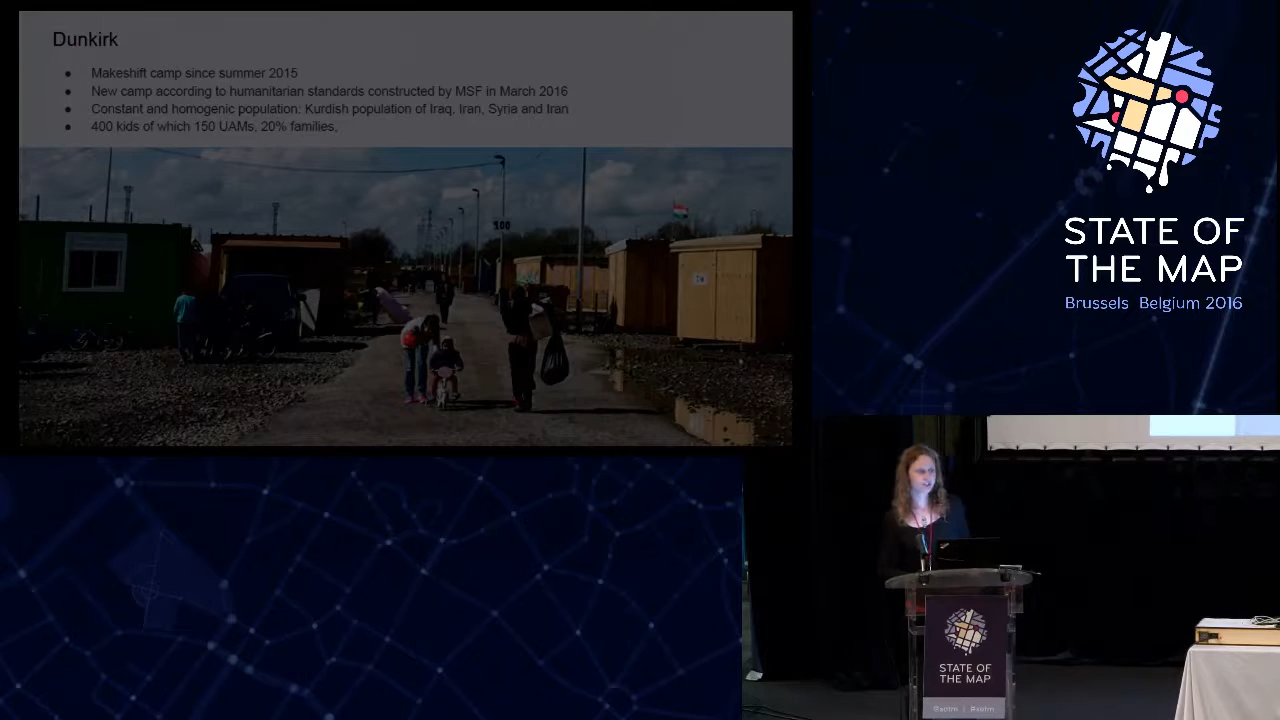 Dunkirk
● Makeshift camp since summer 2015
● New camp according to humanitarian standards constructed by MSF in March 2016
● Constant and homogenic population: Kurdish population of Iraq, Iran, Syria and Iran
● 400 kids of which 150 UAMs, 20% families,
100
STATE OF
THE MAP
Brussels Belgium 2016
STATE OF
THE MAP
@sotm | #sotm